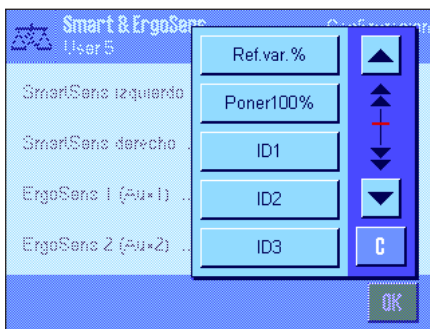 Smart & ErgoSens
User 5
SmartSens izquierdo
SmartSens derecho ..
ErgoSens 1 (Aux1) ..
ErgoSens 2 (Aux2) ..
Ref.var.%
Poner100%
ID1
ID2
ID3
C
OK